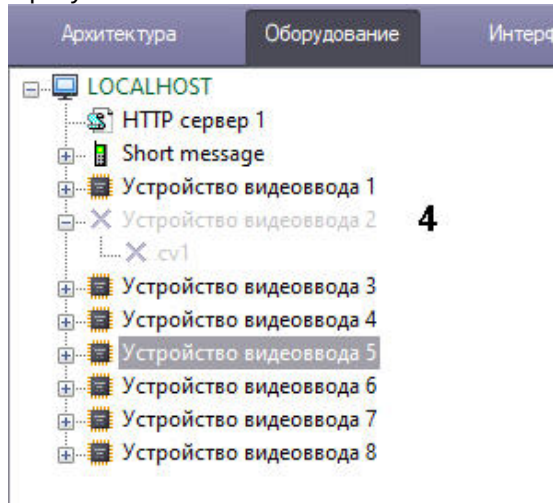 Архитектура Оборудование Интерф
LOCALHOST
HTTP сервер 1
Short message
Устройство видеоввода 1
Устройство видеоввода 2 4
cv1
Устройство видеоввода 3
Устройство видеоввода 4
Устройство видеоввода 5
Устройство видеоввода 6
Устройство видеоввода 7
Устройство видеоввода 8